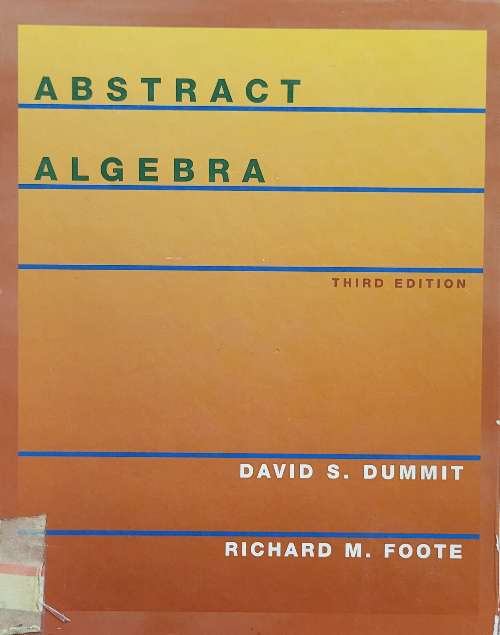 ABSTRACT
ALGEBRA
THIRD EDITION
DAVID S. DUMMIT
RICHARD M. FOOTE